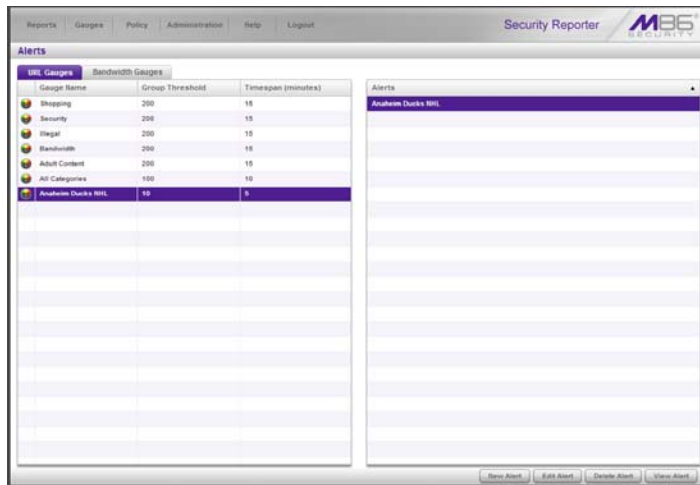 Reports Gauges Policy Administration Help Logout Security Reporter M86 SECURITY
Alerts
URL Gauges Bandwidth Gauges
Gauge Name Group Threshold Timespan (minutes) Alerts
Shopping 200 15 Anaheim Ducks NHL
Security 200 15
Illegal 200 15
Bandwidth 200 15
Adult Content 200 15
All Categories 100 10
Anaheim Ducks NHL 10 5
New Alert Edit Alert Delete Alert View Alert